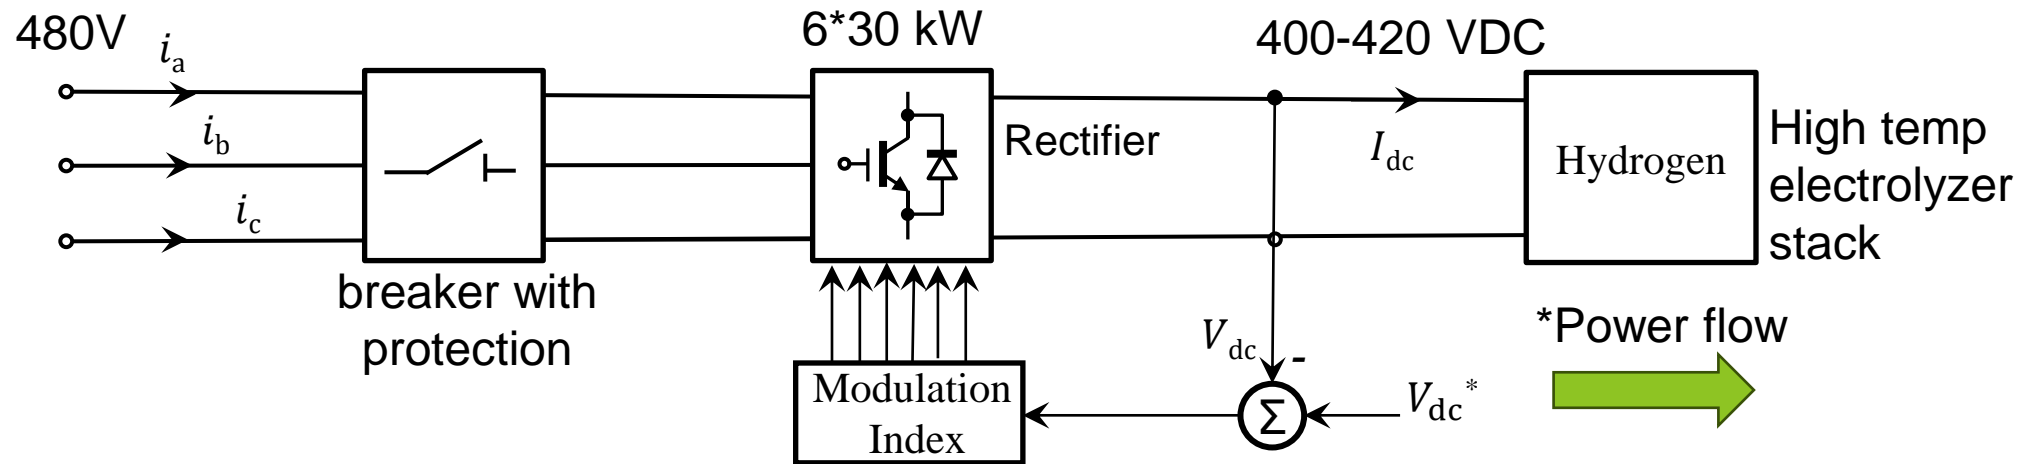 480V
6*30 kW
400-420 VDC
i_a
i_b
i_c
Rectifier
I_dc
Hydrogen
High temp
electrolyzer
stack
breaker with
protection
*Power flow
V_dc
-
Modulation
Index
Σ
V_dc*